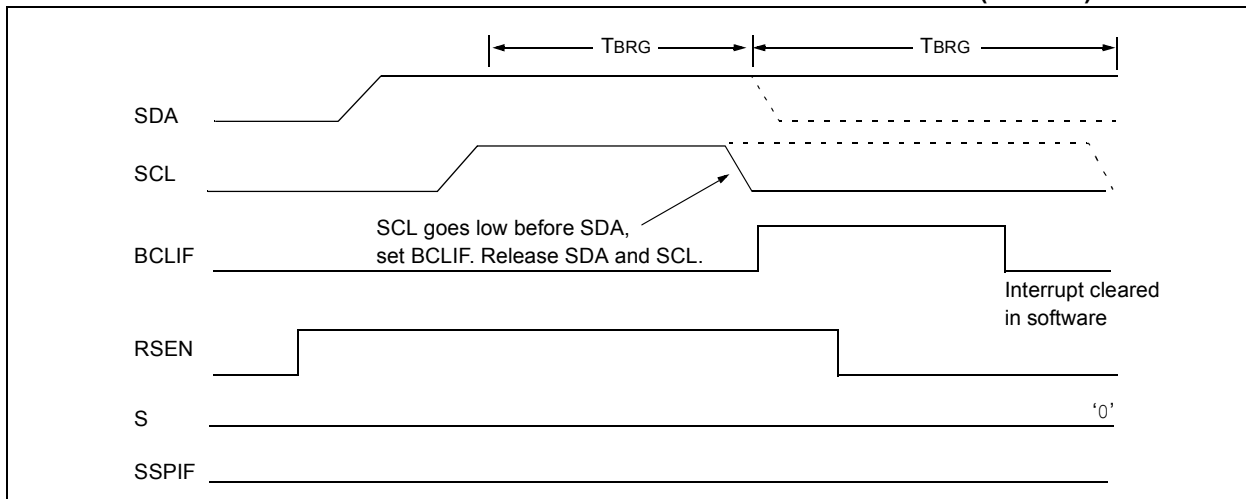 TBRG TBRG
SDA
SCL
SCL goes low before SDA,
set BCLIF. Release SDA and SCL.
BCLIF
Interrupt cleared
in software
RSEN
S ‘0’
SSPIF